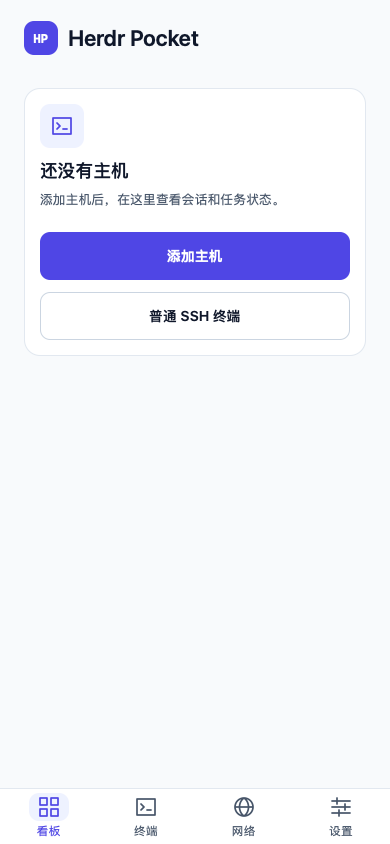 HP
Herdr Pocket
还没有主机
添加主机后，在这里查看会话和任务状态。
添加主机
普通 SSH 终端
看板
终端
网络
设置